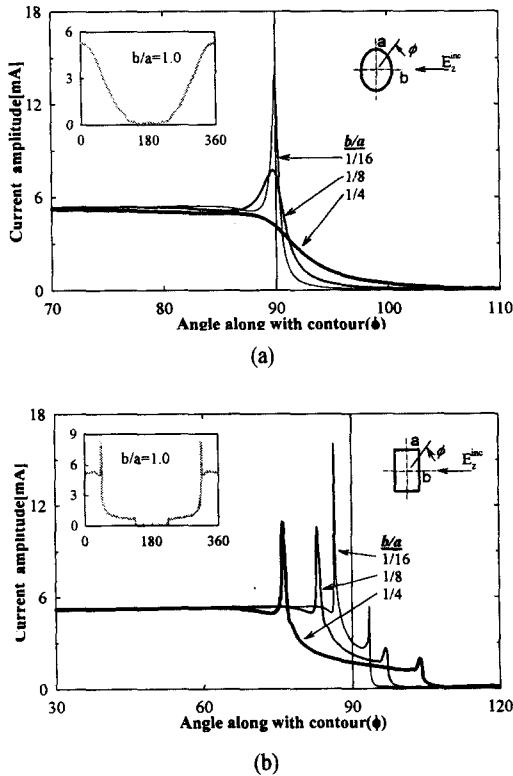 18
12
6
0
Current amplitude[mA]
6
3
0
b/a=1.0
0 180 360
a
ϕ
b
E_z^inc
b/a
1/16
1/8
1/4
70 80 90 100 110
Angle along with contour(ϕ)
(a)
18
12
6
0
Current amplitude[mA]
9
6
3
0
b/a=1.0
0 180 360
a
ϕ
b
E_z^inc
b/a
1/16
1/8
1/4
30 60 90 120
Angle along with contour(ϕ)
(b)